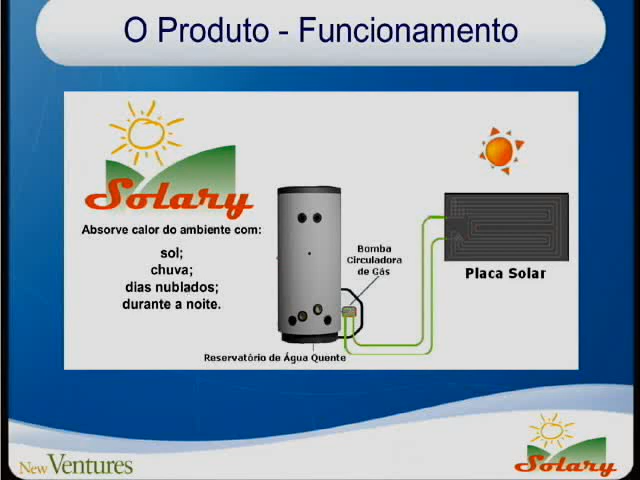 O Produto - Funcionamento
Solary
Absorve calor do ambiente com:
sol;
chuva;
dias nublados;
durante a noite.
Bomba
Circuladora
de Gás
Placa Solar
Reservatório de Água Quente
New Ventures
Solary